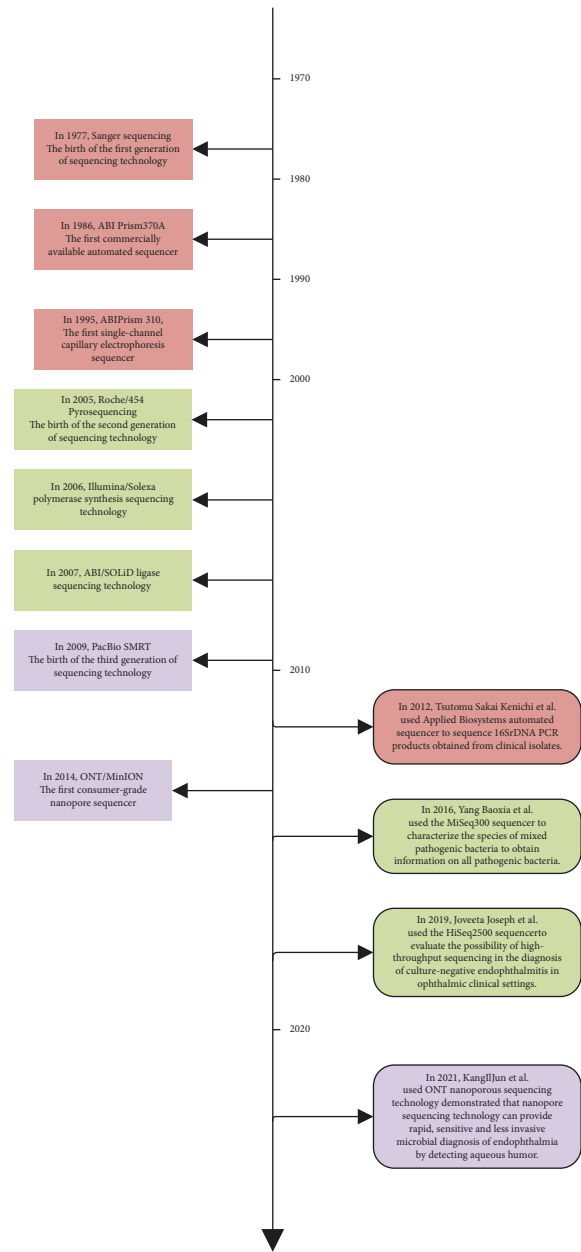 1970
In 1977, Sanger sequencing
The birth of the first generation
of sequencing technology
1980
In 1986, ABI Prism370A
The first commercially
available automated sequencer
1990
In 1995, ABIPrism 310,
The first single-channel
capillary electrophoresis
sequencer
2000
In 2005, Roche/454
Pyrosequencing
The birth of the second generation
of sequencing technology
In 2006, Illumina/Solexa
polymerase synthesis sequencing
technology
In 2007, ABI/SOLiD ligase
sequencing technology
In 2009, PacBio SMRT
The birth of the third generation of
sequencing technology
2010
In 2012, Tsutomu Sakai Kenichi et al.
used Applied Biosystems automated
sequencer to sequence 16SrDNA PCR
products obtained from clinical isolates.
In 2014, ONT/MinION
The first consumer-grade
nanopore sequencer
In 2016, Yang Baoxia et al.
used the MiSeq300 sequencer to
characterize the species of mixed
pathogenic bacteria to obtain
information on all pathogenic bacteria.
In 2019, Joveeta Joseph et al.
used the HiSeq2500 sequencerto
evaluate the possibility of high-
throughput sequencing in the diagnosis
of culture-negative endophthalmitis in
ophthalmic clinical settings.
2020
In 2021, KangIlJun et al.
used ONT nanoporous sequencing
technology demonstrated that nanopore
sequencing technology can provide
rapid, sensitive and less invasive
microbial diagnosis of endophthalmia
by detecting aqueous humor.